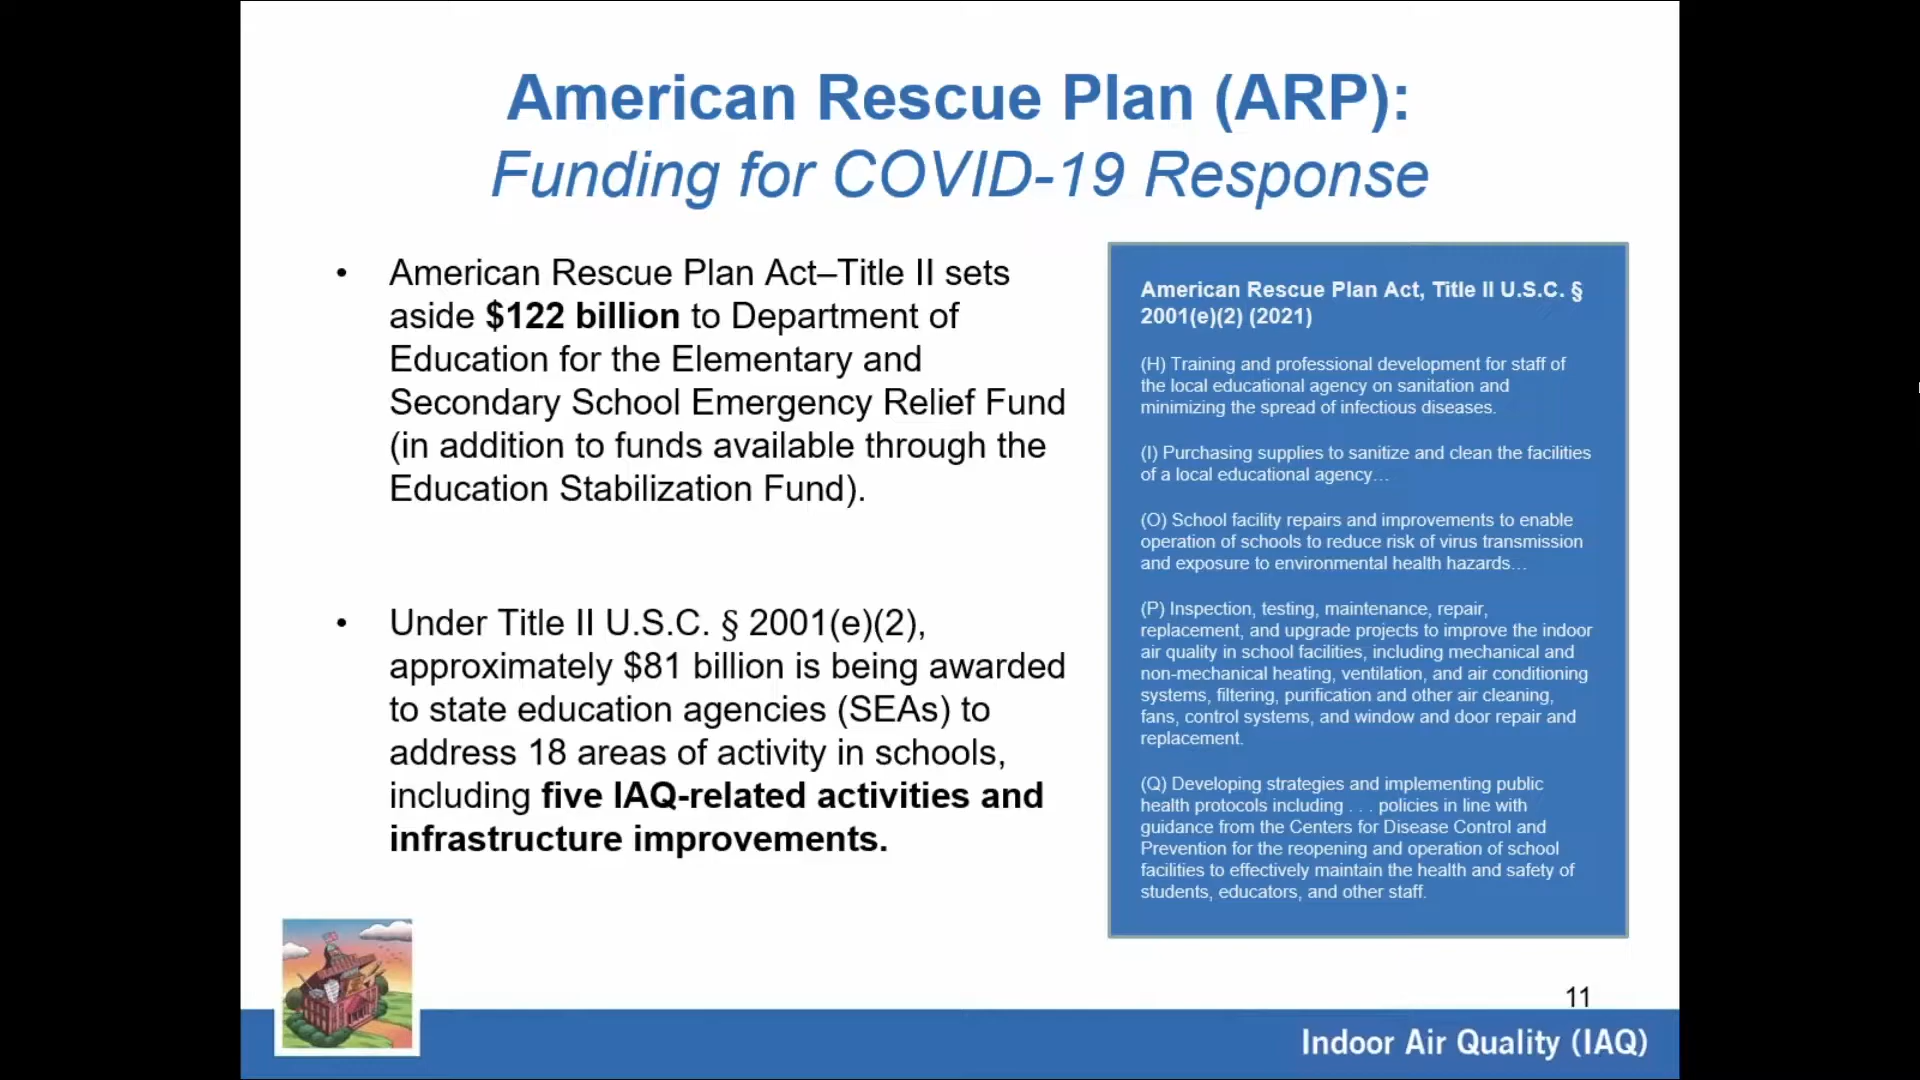 American Rescue Plan (ARP):
Funding for COVID-19 Response
• American Rescue Plan Act–Title II sets
aside $122 billion to Department of
Education for the Elementary and
Secondary School Emergency Relief Fund
(in addition to funds available through the
Education Stabilization Fund).
• Under Title II U.S.C. § 2001(e)(2),
approximately $81 billion is being awarded
to state education agencies (SEAs) to
address 18 areas of activity in schools,
including five IAQ-related activities and
infrastructure improvements.
American Rescue Plan Act, Title II U.S.C. §
2001(e)(2) (2021)
(H) Training and professional development for staff of
the local educational agency on sanitation and
minimizing the spread of infectious diseases.
(I) Purchasing supplies to sanitize and clean the facilities
of a local educational agency…
(O) School facility repairs and improvements to enable
operation of schools to reduce risk of virus transmission
and exposure to environmental health hazards…
(P) Inspection, testing, maintenance, repair,
replacement, and upgrade projects to improve the indoor
air quality in school facilities, including mechanical and
non-mechanical heating, ventilation, and air conditioning
systems, filtering, purification and other air cleaning,
fans, control systems, and window and door repair and
replacement.
(Q) Developing strategies and implementing public
health protocols including . . . policies in line with
guidance from the Centers for Disease Control and
Prevention for the reopening and operation of school
facilities to effectively maintain the health and safety of
students, educators, and other staff.
11
Indoor Air Quality (IAQ)